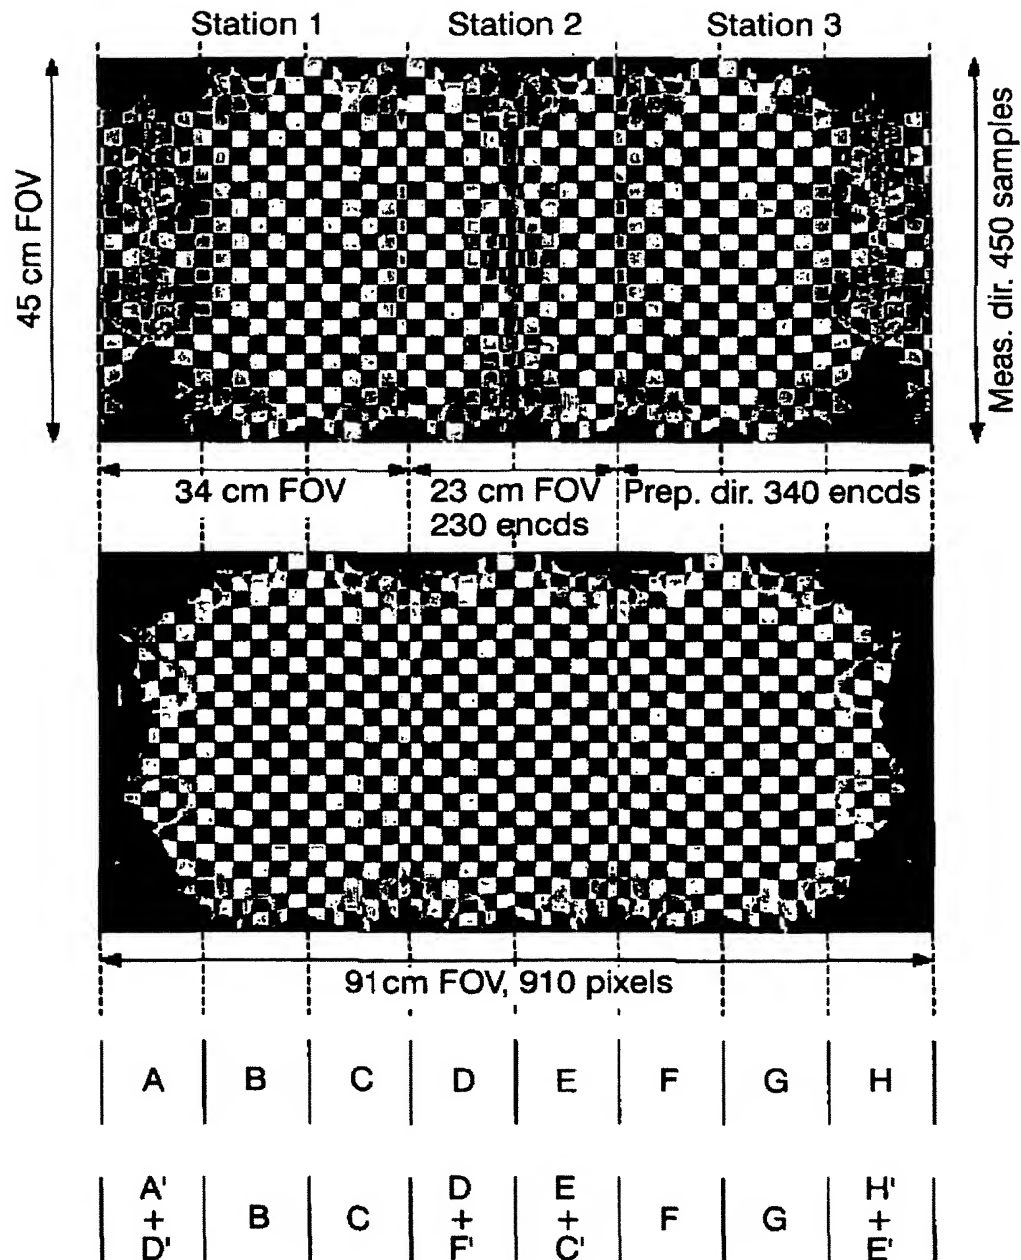 Station 1 Station 2 Station 3
45 cm FOV
Meas. dir. 450 samples
34 cm FOV 23 cm FOV Prep. dir. 340 encds
230 encds
91cm FOV, 910 pixels
A B C D E F G H
A' D E H'
+ B C + + F G +
D' F' C' E'